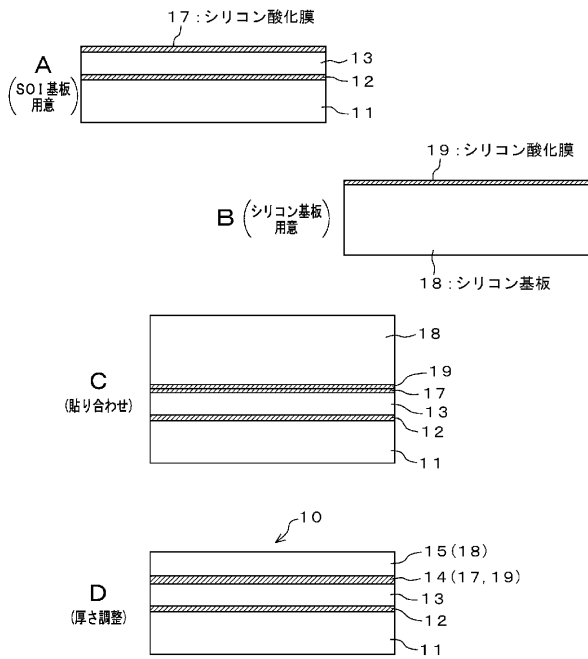 17:シリコン酸化膜
13
12
11
A
(SOI基板
用意)
19:シリコン酸化膜
B
(シリコン基板
用意)
18:シリコン基板
18
19
17
13
12
11
C
(貼り合わせ)
10
15(18)
14(17,19)
13
12
11
D
(厚さ調整)